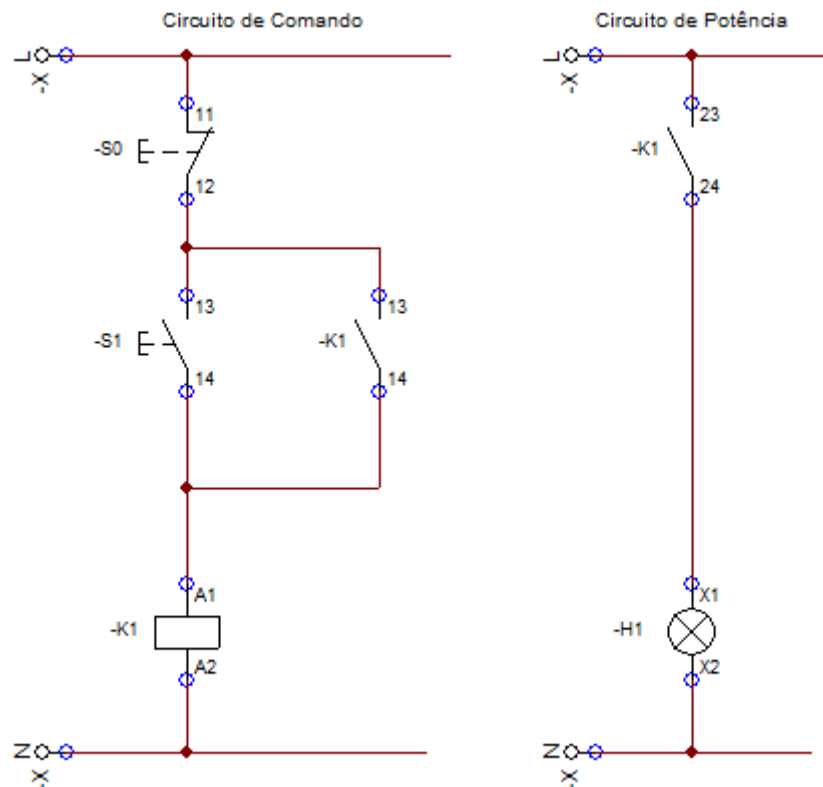 Circuito de Comando
Circuito de Potência
L
-X
11
-S0
12
13
-S1
14
13
-K1
14
A1
-K1
A2
N
-X
L
-X
23
-K1
24
X1
-H1
X2
N
-X